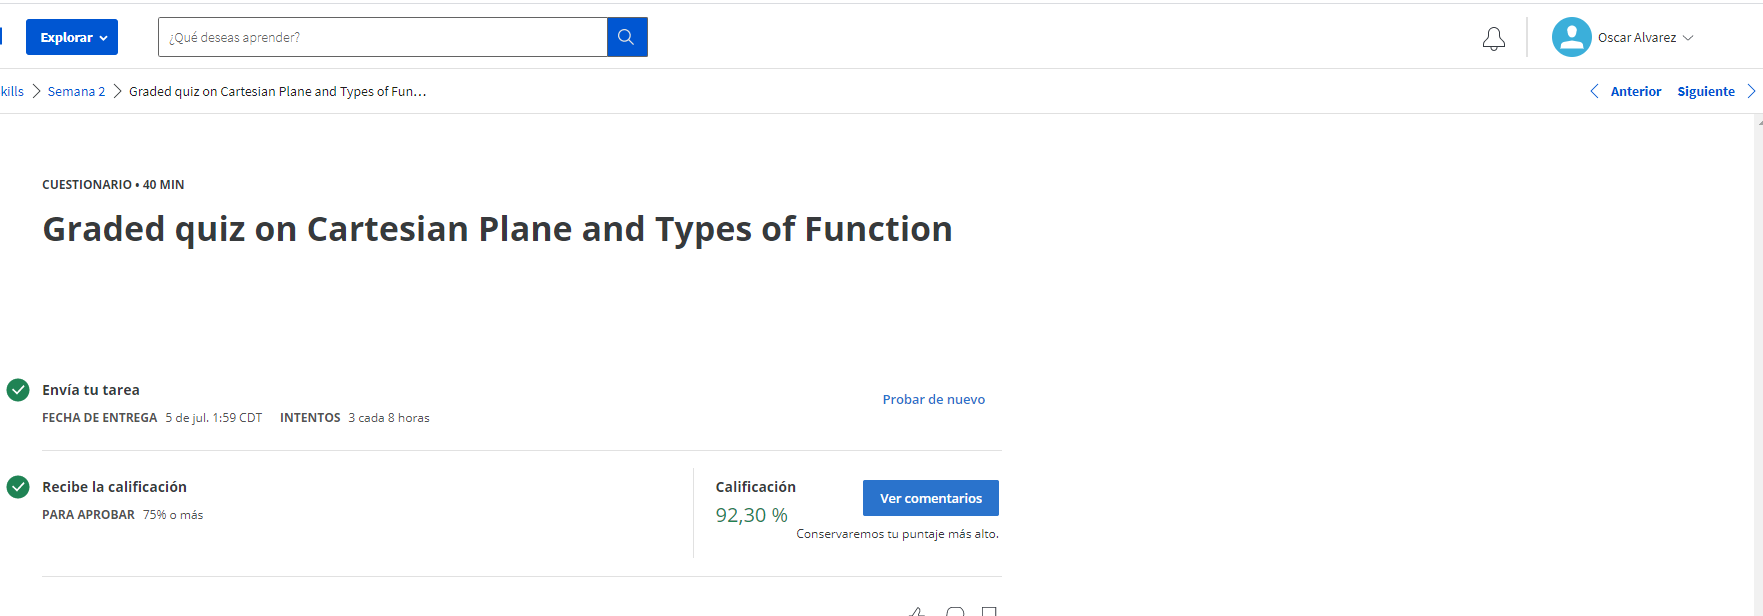 Explorar
¿Qué deseas aprender?
Oscar Alvarez
kills
Semana 2
Graded quiz on Cartesian Plane and Types of Fun…
Anterior
Siguiente
CUESTIONARIO • 40 MIN
Graded quiz on Cartesian Plane and Types of Function
Envía tu tarea
FECHA DE ENTREGA 5 de jul. 1:59 CDT INTENTOS 3 cada 8 horas
Probar de nuevo
Recibe la calificación
PARA APROBAR 75% o más
Calificación
92,30 %
Ver comentarios
Conservaremos tu puntaje más alto.